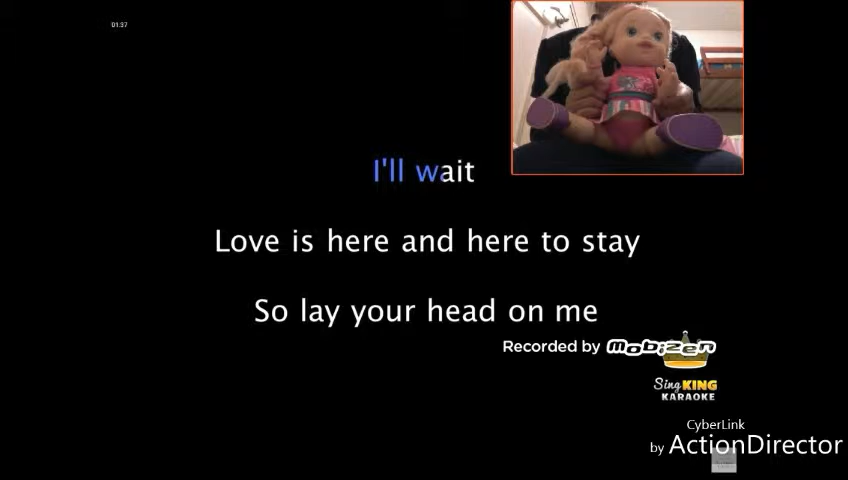 01:37
I'll wait
Love is here and here to stay
So lay your head on me
Recorded by mobizen
Sing KING
KARAOKE
CyberLink
by ActionDirector